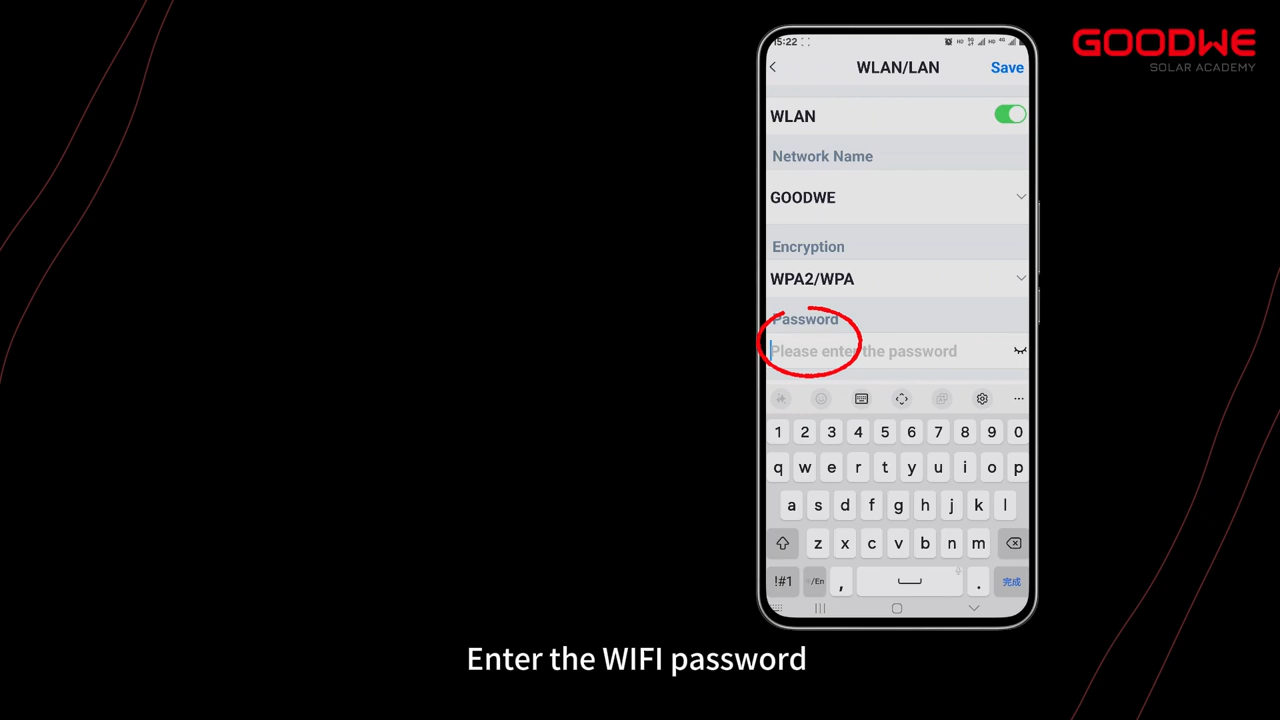 GOODWE
SOLAR ACADEMY
15:22
WLAN/LAN
Save
WLAN
Network Name
GOODWE
Encryption
WPA2/WPA
Password
Please enter the password
1 2 3 4 5 6 7 8 9 0
q w e r t y u i o p
a s d f g h j k l
z x c v b n m
!#1 /En , . 完成
Enter the WIFI password